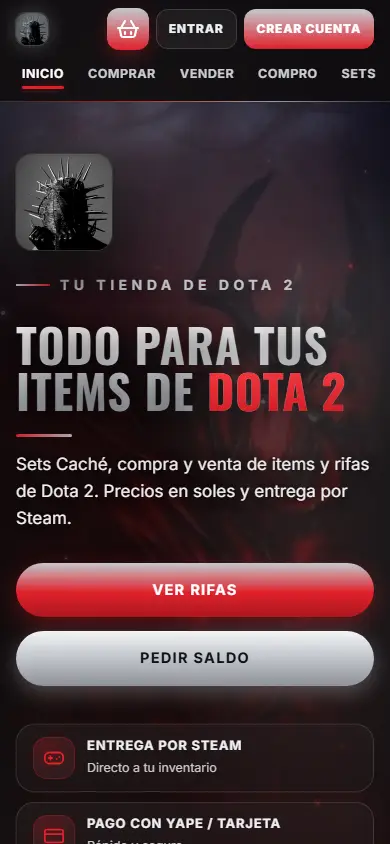 ENTRAR
CREAR CUENTA
INICIO
COMPRAR
VENDER
COMPRO
SETS
TU TIENDA DE DOTA 2
TODO PARA TUS
ITEMS DE DOTA 2
Sets Caché, compra y venta de items y rifas
de Dota 2. Precios en soles y entrega por
Steam.
VER RIFAS
PEDIR SALDO
ENTREGA POR STEAM
Directo a tu inventario
PAGO CON YAPE / TARJETA